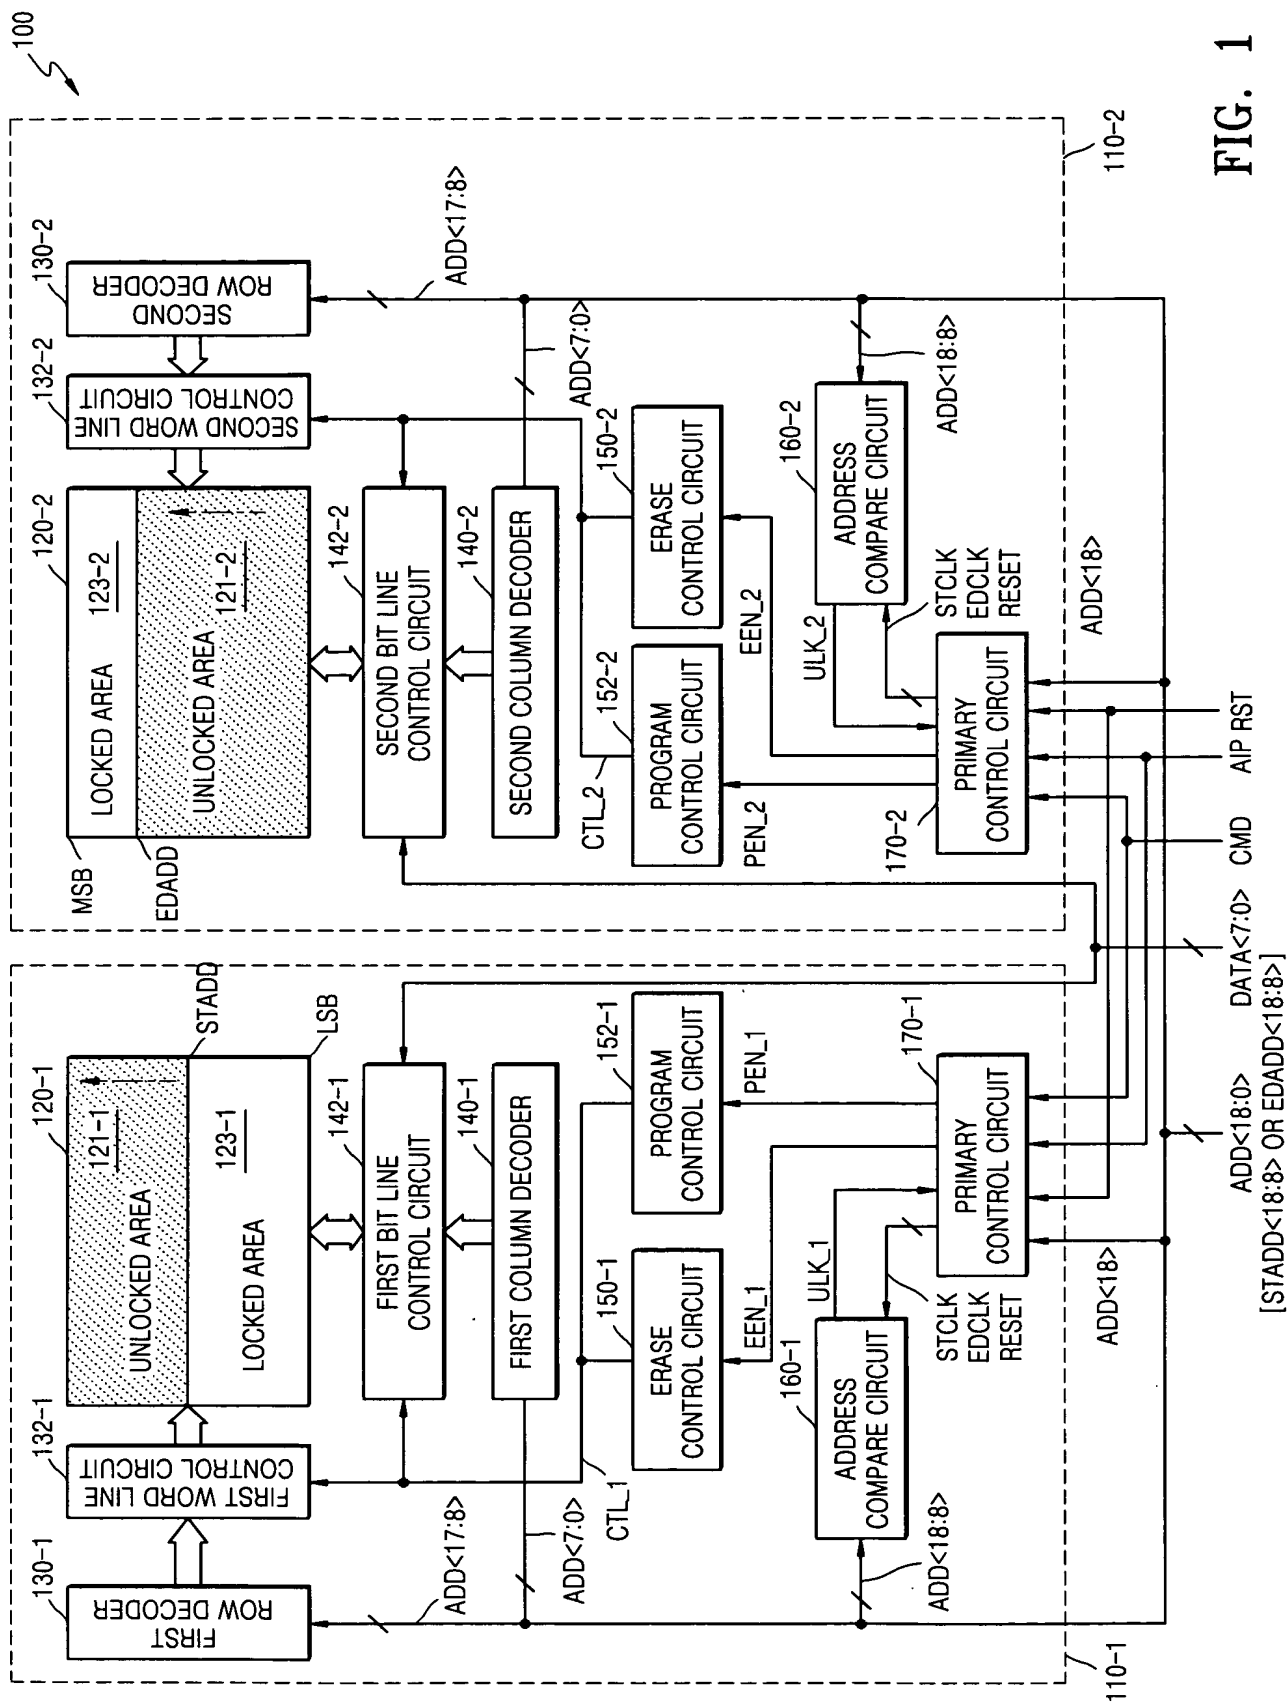 100
110-1
130-1
FIRST
ROW DECODER
132-1
FIRST WORD LINE
CONTROL CIRCUIT
120-1
UNLOCKED AREA
121-1
STADD
LOCKED AREA
123-1
LSB
142-1
FIRST BIT LINE
CONTROL CIRCUIT
140-1
FIRST COLUMN DECODER
ADD<17:8>
ADD<7:0>
CTL_1
150-1
ERASE
CONTROL CIRCUIT
152-1
PROGRAM
CONTROL CIRCUIT
EEN_1
PEN_1
160-1
ADDRESS
COMPARE CIRCUIT
ULK_1
ADD<18:8>
STCLK
EDCLK
RESET
170-1
PRIMARY
CONTROL CIRCUIT
ADD<18>
110-2
MSB
EDADD
120-2
LOCKED AREA
123-2
UNLOCKED AREA
121-2
132-2
SECOND WORD LINE
CONTROL CIRCUIT
130-2
SECOND
ROW DECODER
142-2
SECOND BIT LINE
CONTROL CIRCUIT
140-2
SECOND COLUMN DECODER
ADD<17:8>
ADD<7:0>
CTL_2
152-2
PROGRAM
CONTROL CIRCUIT
150-2
ERASE
CONTROL CIRCUIT
PEN_2
EEN_2
160-2
ADDRESS
COMPARE CIRCUIT
ULK_2
ADD<18:8>
STCLK
EDCLK
RESET
170-2
PRIMARY
CONTROL CIRCUIT
ADD<18>
ADD<18:0> DATA<7:0> CMD AIP RST
[STADD<18:8> OR EDADD<18:8>]
FIG. 1